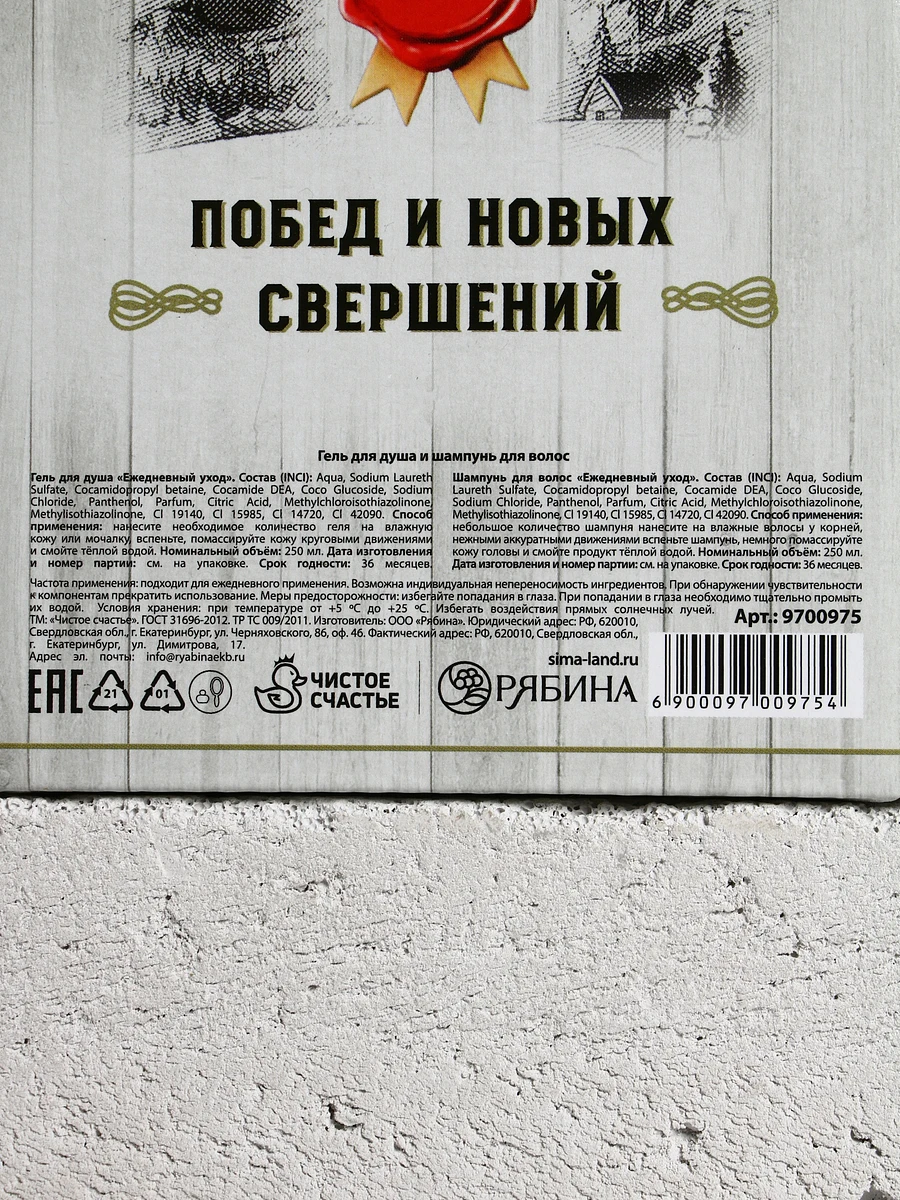 ПОБЕД И НОВЫХ
СВЕРШЕНИЙ
Гель для душа и шампунь для волос
Гель для душа «Ежедневный уход». Состав (INCI): Aqua, Sodium Laureth
Sulfate, Cocamidopropyl betaine, Cocamide DEA, Coco Glucoside, Sodium
Chloride, Panthenol, Parfum, Citric Acid, Methylchloroisothiazolinone,
Methylisothiazolinone, CI 19140, CI 15985, CI 14720, CI 42090. Способ
применения: нанесите необходимое количество геля на влажную
кожу или мочалку, вспеньте, помассируйте кожу круговыми движениями
и смойте тёплой водой. Номинальный объём: 250 мл. Дата изготовления
и номер партии: см. на упаковке. Срок годности: 36 месяцев.
Шампунь для волос «Ежедневный уход». Состав (INCI): Aqua, Sodium
Laureth Sulfate, Cocamidopropyl betaine, Cocamide DEA, Coco Glucoside,
Sodium Chloride, Panthenol, Parfum, Citric Acid, Methylchloroisothiazolinone,
Methylisothiazolinone, CI 19140, CI 15985, CI 14720, CI 42090. Способ применения:
небольшое количество шампуня нанесите на влажные волосы у корней,
нежными аккуратными движениями вспеньте шампунь, немного помассируйте
кожу головы и смойте продукт тёплой водой. Номинальный объём: 250 мл.
Дата изготовления и номер партии: см. на упаковке. Срок годности: 36 месяцев.
Частота применения: подходит для ежедневного применения. Возможна индивидуальная непереносимость ингредиентов. При обнаружении чувствительности
к компонентам прекратить использование. Меры предосторожности: избегайте попадания в глаза. При попадании в глаза необходимо тщательно промыть
их водой. Условия хранения: при температуре от +5 ºС до +25 ºС. Избегать воздействия прямых солнечных лучей.
ТМ: «Чистое счастье». ГОСТ 31696-2012. ТР ТС 009/2011. Изготовитель: ООО «Рябина». Юридический адрес: РФ, 620010,
Свердловская обл., г. Екатеринбург, ул. Черняховского, 86, оф. 46. Фактический адрес: РФ, 620010, Свердловская обл.,
г. Екатеринбург, ул. Димитрова, 17.
Адрес эл. почты: info@ryabinaekb.ru
Арт.: 9700975
sima-land.ru
EAC
21
01
ЧИСТОЕ
СЧАСТЬЕ
РЯБИНА
6 900097 009754